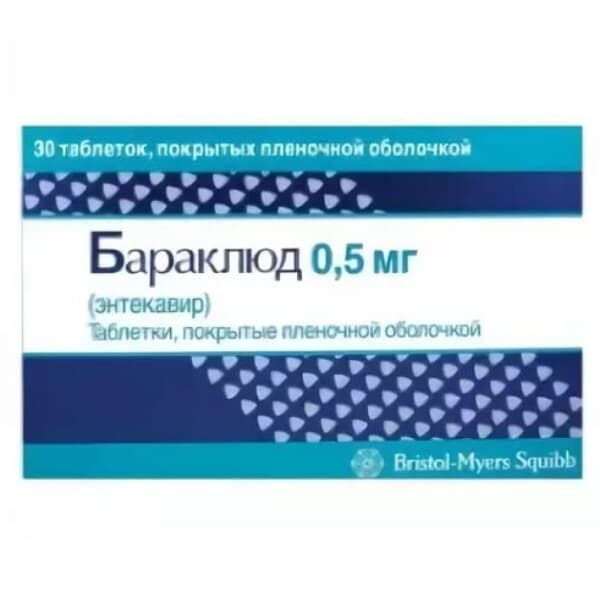 30 таблеток, покрытых пленочной оболочкой
Бараклюд 0,5 мг
(энтекавир)
Таблетки, покрытые пленочной оболочкой
Bristol-Myers Squibb